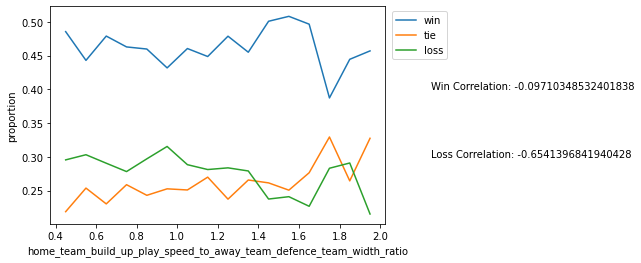 win
tie
loss
0.50
0.45
0.40
0.35
0.30
0.25
proportion
0.4 0.6 0.8 1.0 1.2 1.4 1.6 1.8 2.0
home_team_build_up_play_speed_to_away_team_defence_team_width_ratio
Win Correlation: -0.09710348532401838
Loss Correlation: -0.6541396841940428